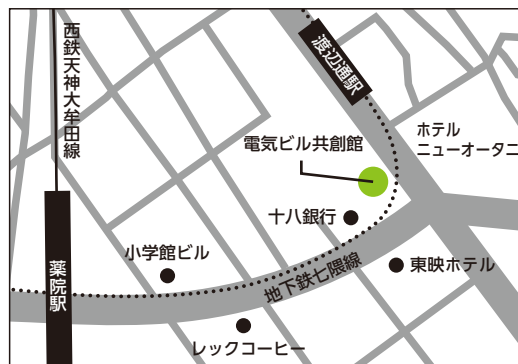 西鉄天神大牟田線
渡辺通駅
ホテル
ニューオータニ
電気ビル共創館
十八銀行
小学館ビル
地下鉄七隈線
東映ホテル
薬院駅
レックコーヒー